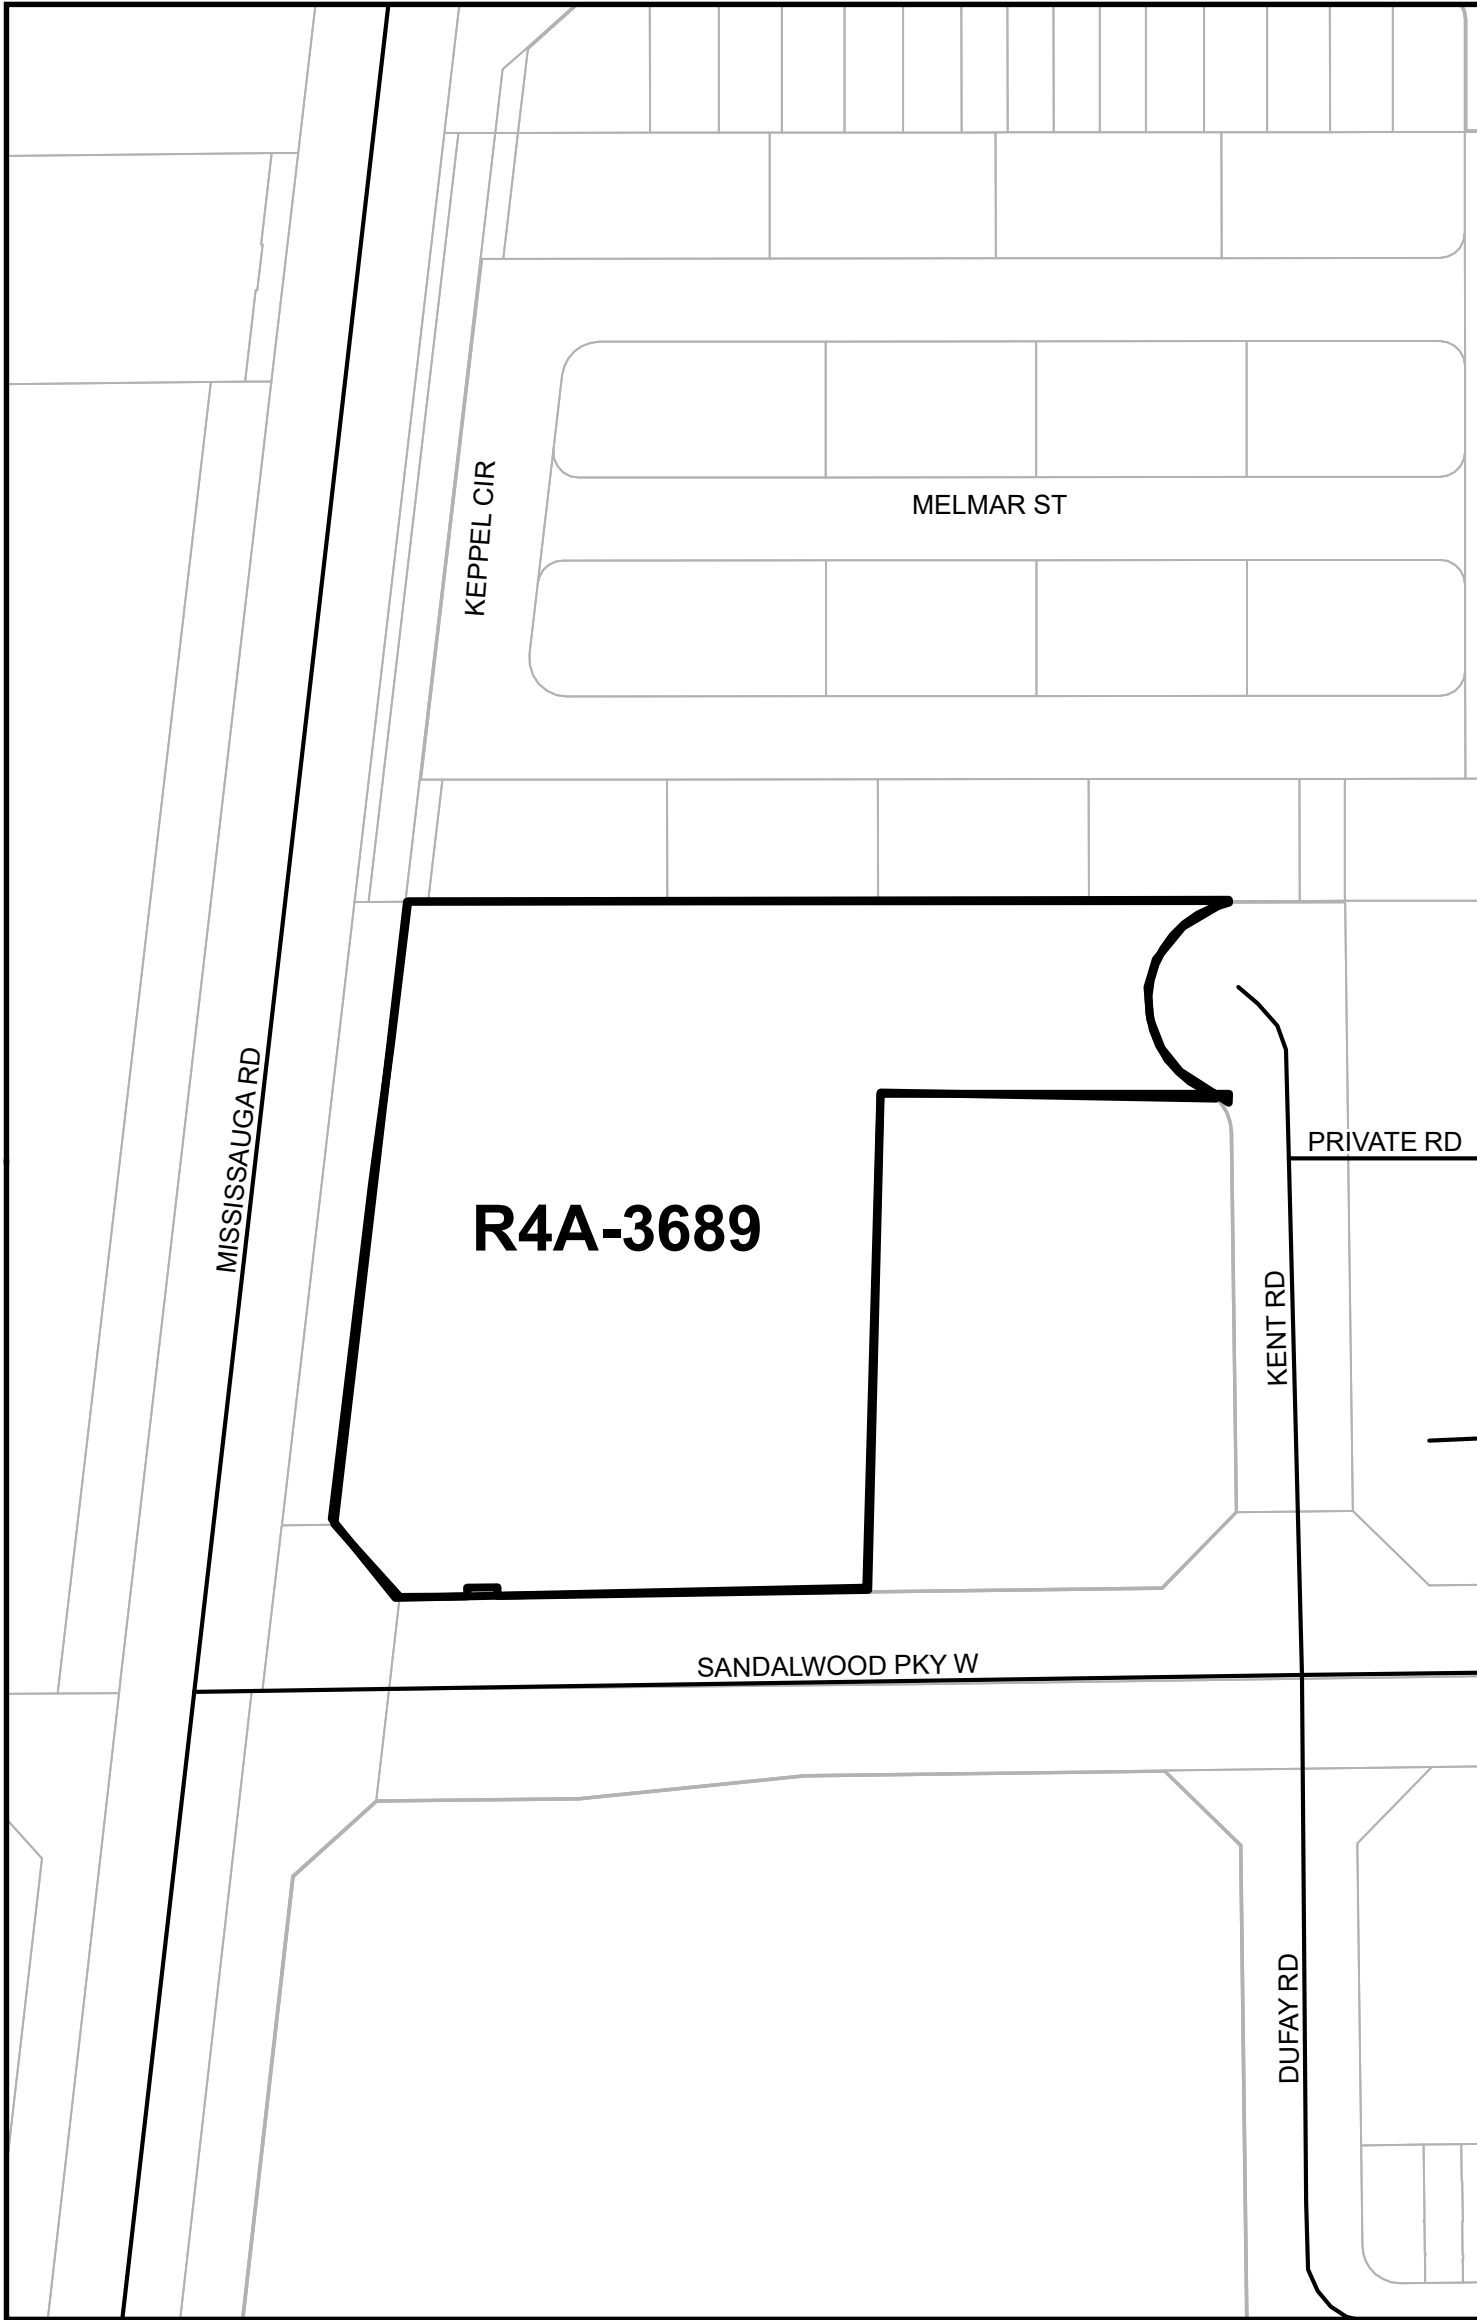 KEPPEL CIR
MELMAR ST
MISSISSAUGA RD
PRIVATE RD
R4A-3689
KENT RD
SANDALWOOD PKY W
DUFAY RD